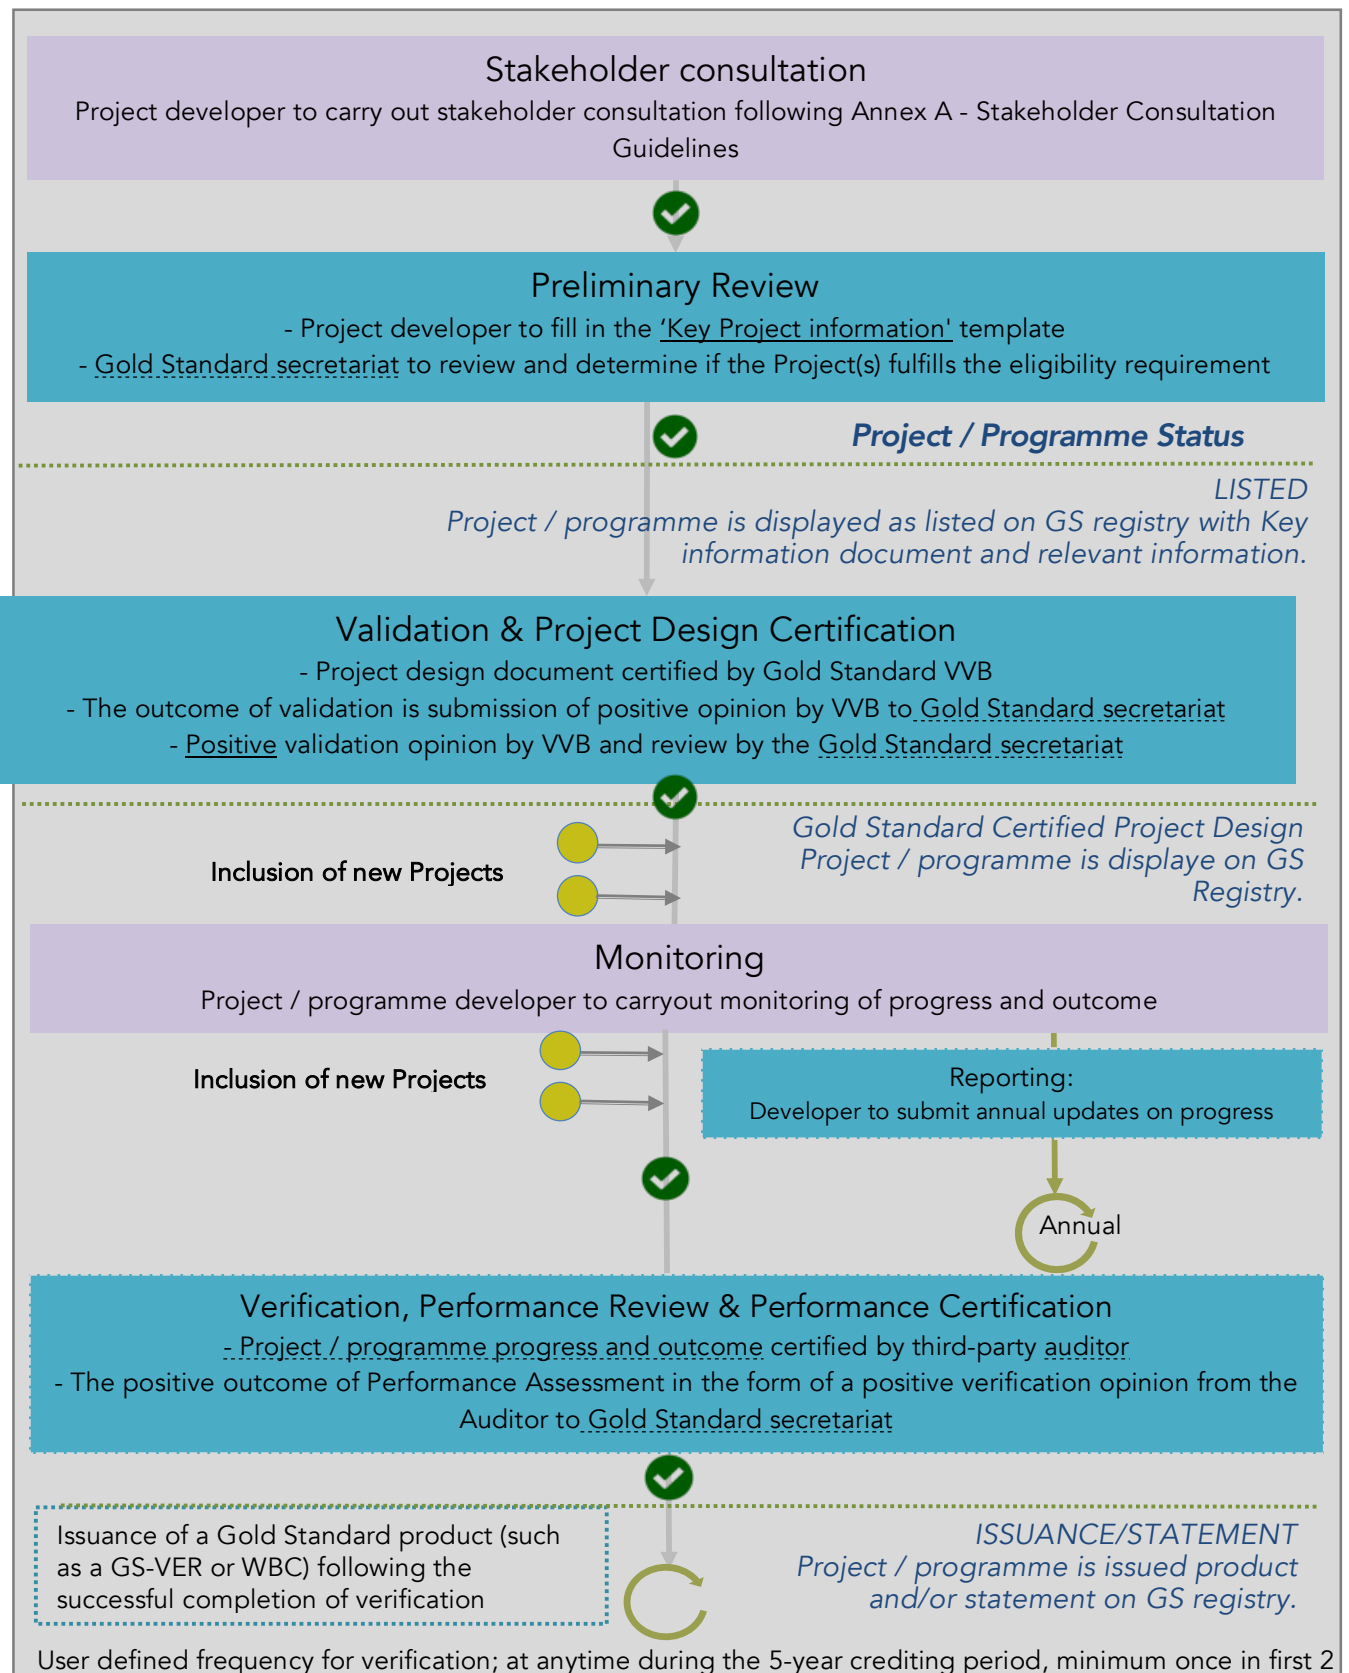 Stakeholder consultation
Project developer to carry out stakeholder consultation following Annex A - Stakeholder Consultation
Guidelines
Preliminary Review
- Project developer to fill in the ‘Key Project information' template
- Gold Standard secretariat to review and determine if the Project(s) fulfills the eligibility requirement
Project / Programme Status
LISTED
Project / programme is displayed as listed on GS registry with Key
information document and relevant information.
Validation & Project Design Certification
- Project design document certified by Gold Standard VVB
- The outcome of validation is submission of positive opinion by VVB to Gold Standard secretariat
- Positive validation opinion by VVB and review by the Gold Standard secretariat
Gold Standard Certified Project Design
Project / programme is displaye on GS
Registry.
Inclusion of new Projects
Monitoring
Project / programme developer to carryout monitoring of progress and outcome
Inclusion of new Projects
Reporting:
Developer to submit annual updates on progress
Annual
Verification, Performance Review & Performance Certification
- Project / programme progress and outcome certified by third-party auditor
- The positive outcome of Performance Assessment in the form of a positive verification opinion from the
Auditor to Gold Standard secretariat
Issuance of a Gold Standard product (such
as a GS-VER or WBC) following the
successful completion of verification
ISSUANCE/STATEMENT
Project / programme is issued product
and/or statement on GS registry.
User defined frequency for verification; at anytime during the 5-year crediting period, minimum once in first 2